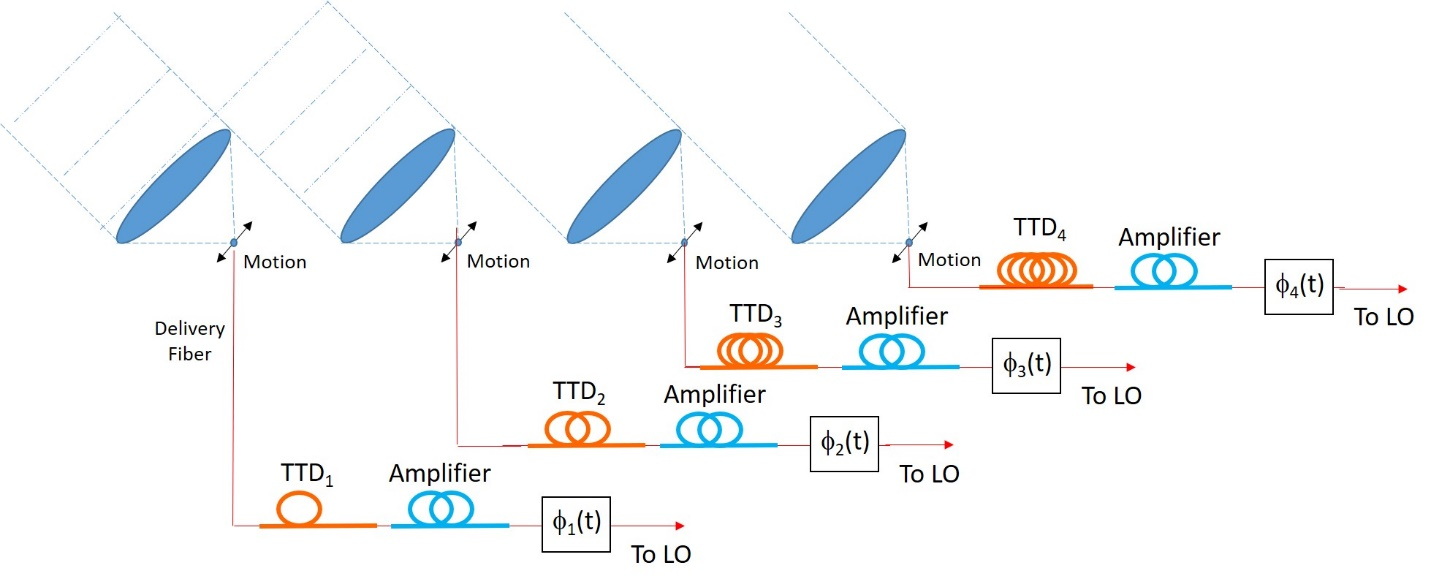 TTD₄
Amplifier
Motion
Motion
Motion
Motion
ϕ₄(t)
To LO
TTD₃
Amplifier
Delivery
Fiber
ϕ₃(t)
To LO
TTD₂
Amplifier
ϕ₂(t)
To LO
TTD₁
Amplifier
ϕ₁(t)
To LO